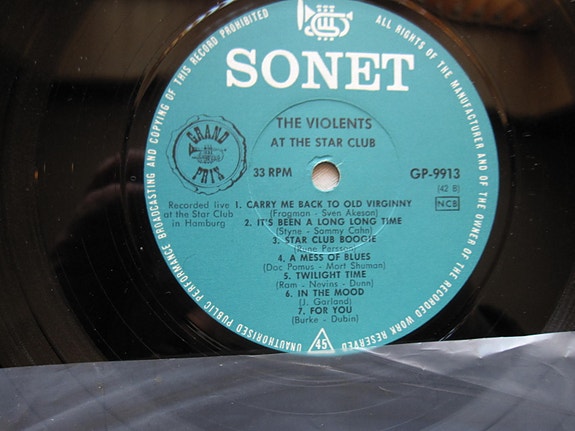 SONET
THE VIOLENTS
AT THE STAR CLUB
GRAND
PRIX
33 RPM
GP-9913
(42 B)
NCB
Recorded live
at the Star Club
in Hamburg
1. CARRY ME BACK TO OLD VIRGINNY
(Fragman - Sven Akeson)
2. IT'S BEEN A LONG LONG TIME
(Styne - Sammy Cahn)
3. STAR CLUB BOOGIE
(Rune Persson)
4. A MESS OF BLUES
(Doc Pomus - Mort Shuman)
5. TWILIGHT TIME
(Ram - Nevins - Dunn)
6. IN THE MOOD
(J. Garland)
7. FOR YOU
(Burke - Dubin)
45
ALL RIGHTS OF THE MANUFACTURER AND OF THE OWNER OF THE RECORDED WORK RESERVED
UNAUTHORISED PUBLIC PERFORMANCE BROADCASTING AND COPYING OF THIS RECORD PROHIBITED